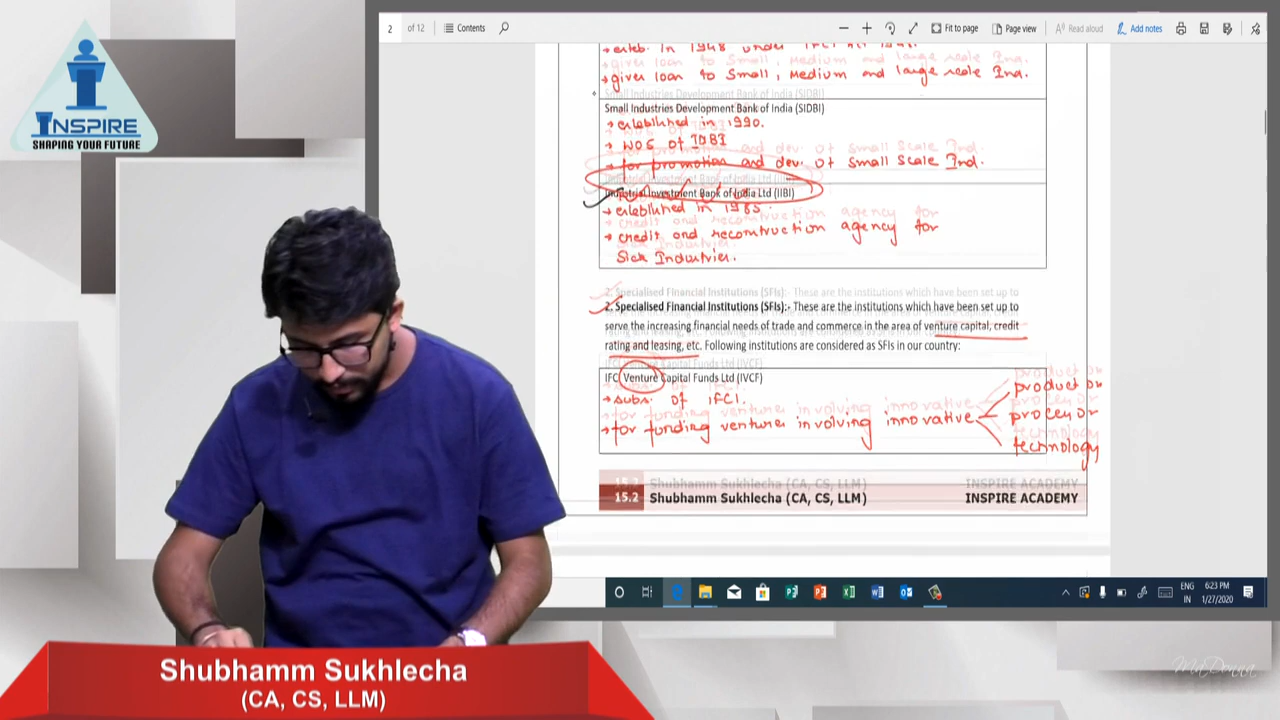 INSPIRE
SHAPING YOUR FUTURE
2 of 12 Contents Fit to page Page view Read aloud Add notes
→ estab. in 1948 under IFCI Act
→ gives loan to Small, Medium and large scale Ind.
Small Industries Development Bank of India (SIDBI)
→ established in 1990.
→ WOS of IDBI
→ for promotion and dev. of small scale Ind.
Industrial Investment Bank of India Ltd (IIBI)
→ established in 1985.
→ credit and reconstruction agency for
Sick Industries.
2. Specialised Financial Institutions (SFIs):- These are the institutions which have been set up to
serve the increasing financial needs of trade and commerce in the area of venture capital, credit
rating and leasing, etc. Following institutions are considered as SFIs in our country:
IFCI Venture Capital Funds Ltd (IVCF)
→ subs. of IFCI.
→ for funding ventures involving innovative
product or
process or
technology
15.2 Shubhamm Sukhlecha (CA, CS, LLM) INSPIRE ACADEMY
ENG
IN
6:23 PM
1/27/2020
Shubhamm Sukhlecha
(CA, CS, LLM)
MdDonna